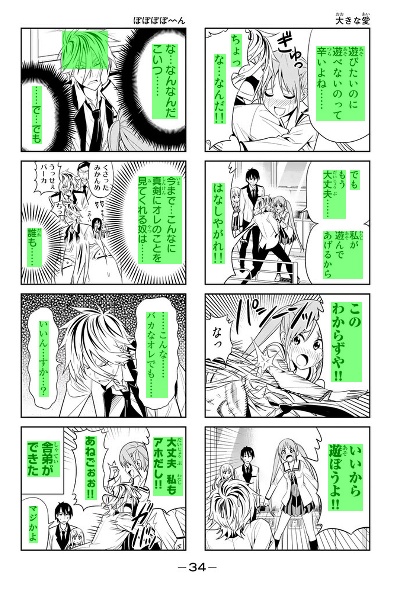 大きな愛
ぎゅっ
遊びたいのに
遊べないのって
辛いよね……
ちょっ
な…なんだ!!
でも
もう
大丈夫……
私が
遊んで
あげるから
はなしやがれ!!
この
わからずや!!
なっ
いいから
遊ぼうよ!!
ぽぽぽぽ~~ん
な…なんなんだ
こいつ……
……で…でも
くさった
みかんめ
うっせぇ
バーカ
今まで…こんなに
真剣にオレのことを
見てくれる奴は……
誰も……
……こんな……
バカなオレでも……
いいん…すか…?
大丈夫 私も
アホだし!!
あねごぉぉ!!
舎弟が
できた
マジかよ
—34—